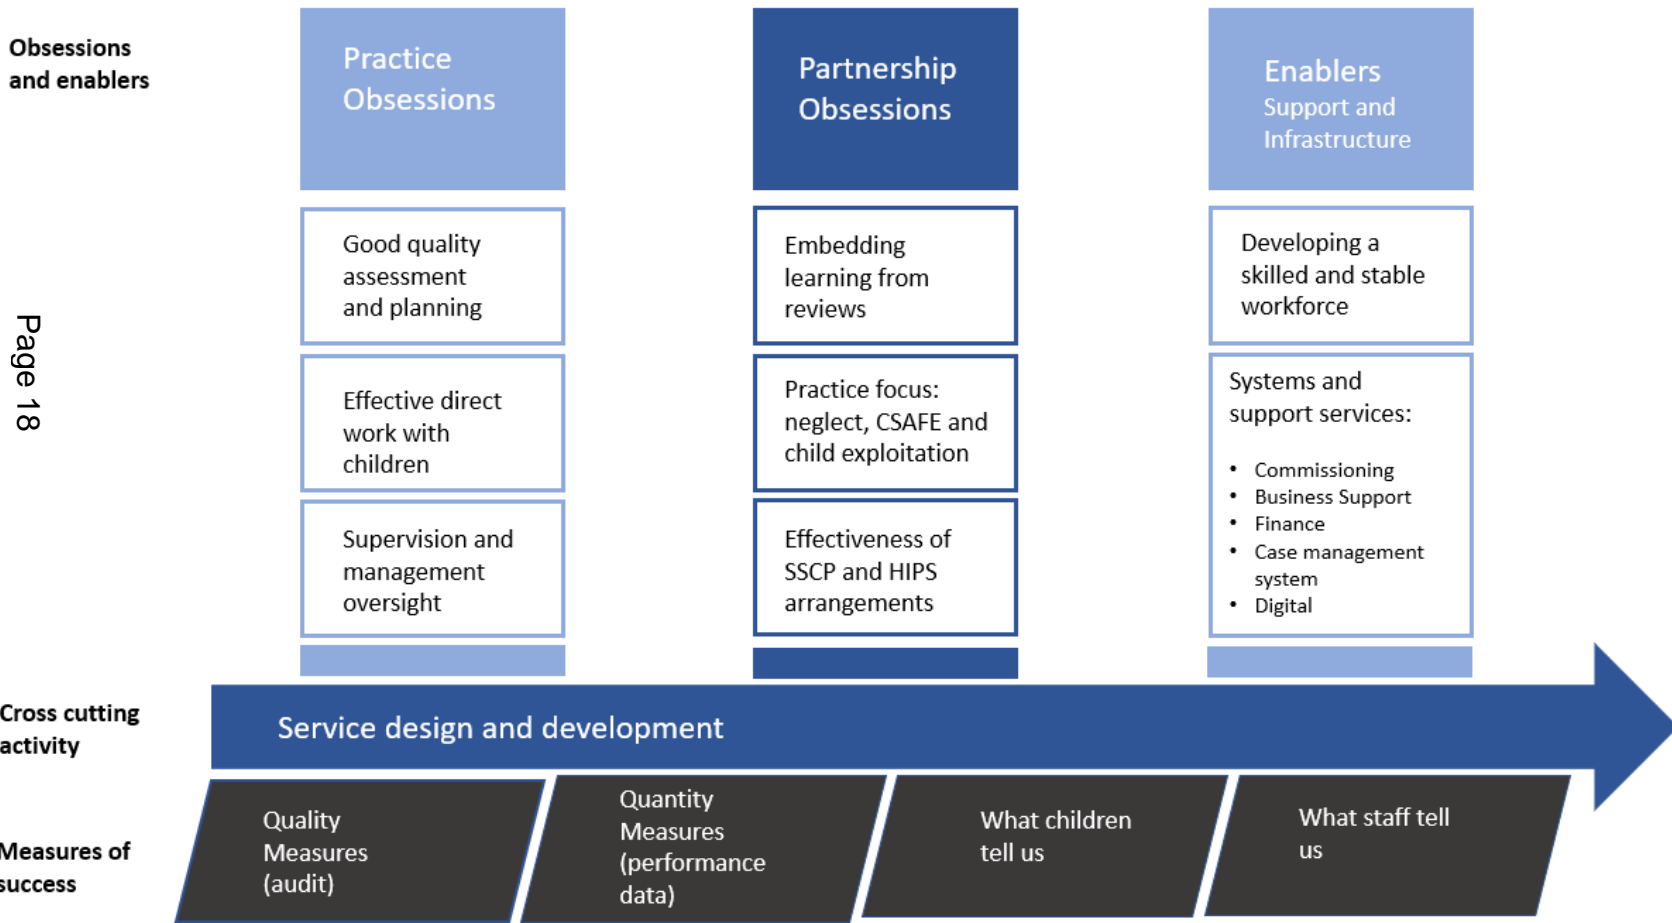 Obsessions
and enablers
Practice
Obsessions
Partnership
Obsessions
Enablers
Support and
Infrastructure
Good quality
assessment
and planning
Embedding
learning from
reviews
Developing a
skilled and stable
workforce
Effective direct
work with
children
Practice focus:
neglect, CSAFE and
child exploitation
Systems and
support services:
• Commissioning
• Business Support
• Finance
• Case management
system
• Digital
Supervision and
management
oversight
Effectiveness of
SSCP and HIPS
arrangements
Page 18
Cross cutting
activity
Service design and development
Measures of
success
Quality
Measures
(audit)
Quantity
Measures
(performance
data)
What children
tell us
What staff tell
us